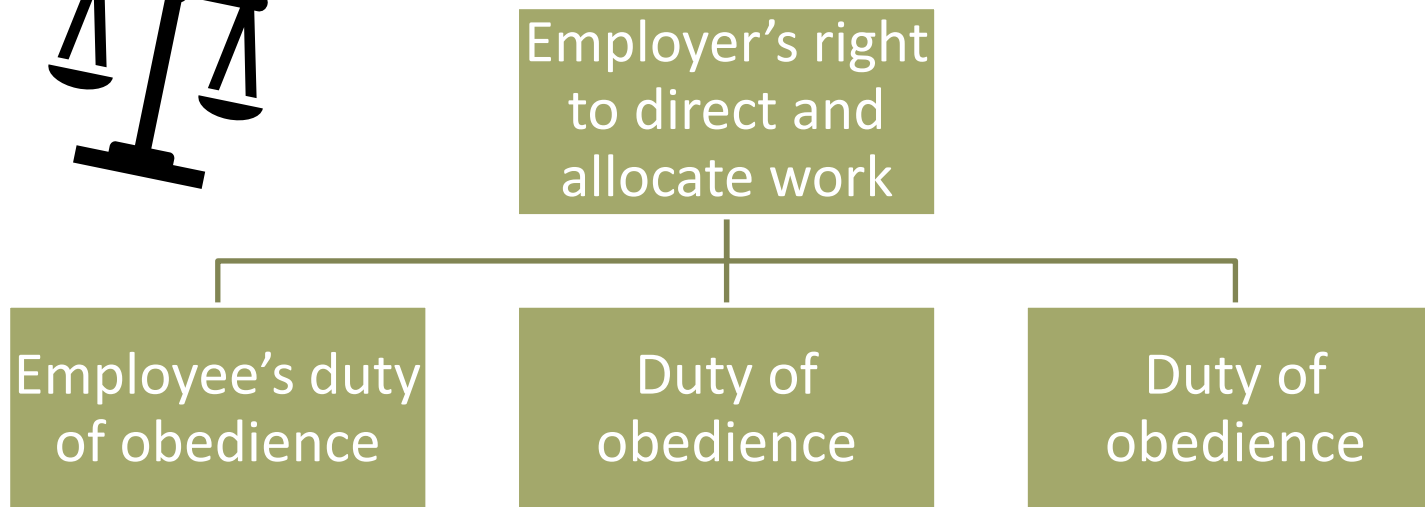 Employer’s right
to direct and
allocate work
Employee’s duty
of obedience
Duty of
obedience
Duty of
obedience